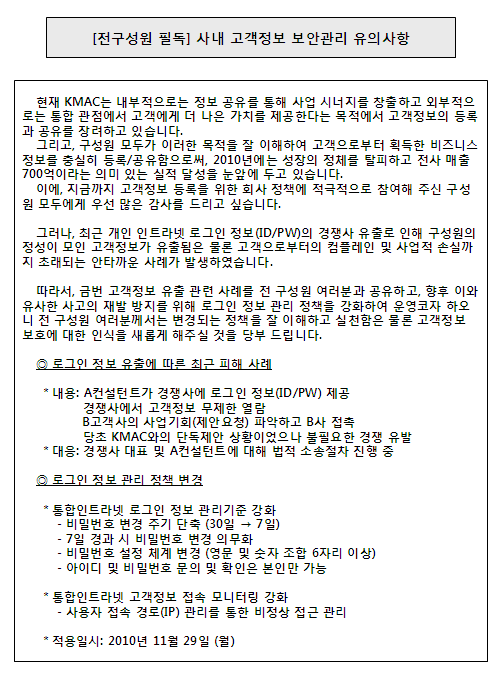 [전구성원 필독] 사내 고객정보 보안관리 유의사항
현재 KMAC는 내부적으로는 정보 공유를 통해 사업 시너지를 창출하고 외부적으
로는 통합 관점에서 고객에게 더 나은 가치를 제공한다는 목적에서 고객정보의 등록
과 공유를 장려하고 있습니다.
그리고, 구성원 모두가 이러한 목적을 잘 이해하여 고객으로부터 획득한 비즈니스
정보를 충실히 등록/공유함으로써, 2010년에는 성장의 정체를 탈피하고 전사 매출
700억이라는 의미 있는 실적 달성을 눈앞에 두고 있습니다.
이에, 지금까지 고객정보 등록을 위한 회사 정책에 적극적으로 참여해 주신 구성
원 모두에게 우선 많은 감사를 드리고 싶습니다.
그러나, 최근 개인 인트라넷 로그인 정보(ID/PW)의 경쟁사 유출로 인해 구성원의
정성이 모인 고객정보가 유출됨은 물론 고객으로부터의 컴플레인 및 사업적 손실까
지 초래되는 안타까운 사례가 발생하였습니다.
따라서, 금번 고객정보 유출 관련 사례를 전 구성원 여러분과 공유하고, 향후 이와
유사한 사고의 재발 방지를 위해 로그인 정보 관리 정책을 강화하여 운영코자 하오
니 전 구성원 여러분께서는 변경되는 정책을 잘 이해하고 실천함은 물론 고객정보
보호에 대한 인식을 새롭게 해주실 것을 당부 드립니다.
◎ 로그인 정보 유출에 따른 최근 피해 사례
* 내용: A컨설턴트가 경쟁사에 로그인 정보(ID/PW) 제공
경쟁사에서 고객정보 무제한 열람
B고객사의 사업기회(제안요청) 파악하고 B사 접촉
당초 KMAC와의 단독제안 상황이었으나 불필요한 경쟁 유발
* 대응: 경쟁사 대표 및 A컨설턴트에 대해 법적 소송절차 진행 중
◎ 로그인 정보 관리 정책 변경
* 통합인트라넷 로그인 정보 관리기준 강화
- 비밀번호 변경 주기 단축 (30일 → 7일)
- 7일 경과 시 비밀번호 변경 의무화
- 비밀번호 설정 체계 변경 (영문 및 숫자 조합 6자리 이상)
- 아이디 및 비밀번호 문의 및 확인은 본인만 가능
* 통합인트라넷 고객정보 접속 모니터링 강화
- 사용자 접속 경로(IP) 관리를 통한 비정상 접근 관리
* 적용일시: 2010년 11월 29일 (월)